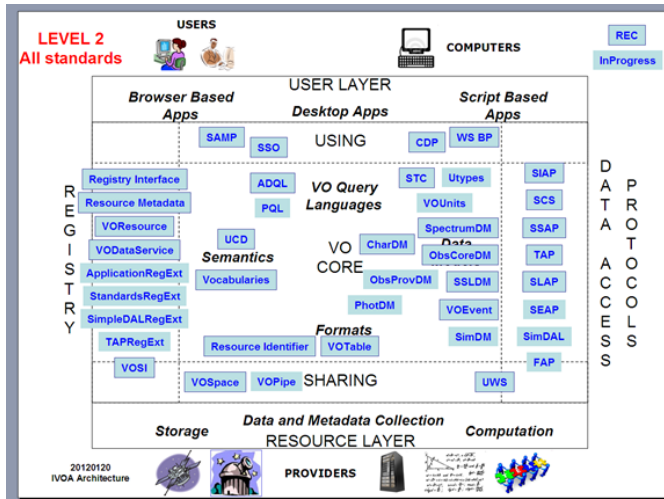 LEVEL 2
All standards
USERS
COMPUTERS
REC
InProgress
USER LAYER
Browser Based
Apps
Desktop Apps
Script Based
Apps
USING
SAMP
SSO
CDP
WS BP
REGISTRY
Registry Interface
Resource Metadata
VOResource
VODataService
ApplicationRegExt
StandardsRegExt
SimpleDALRegExt
TAPRegExt
VOSI
ADQL
PQL
VO Query
Languages
UCD
Semantics
Vocabularies
VO
CORE
STC
Utypes
VOUnits
SpectrumDM
CharDM
Data
ObsCoreDM
ObsProvDM
SSLDM
PhotDM
VOEvent
SimDM
Formats
Resource Identifier
VOTable
SIAP
SCS
SSAP
TAP
SLAP
SEAP
SimDAL
FAP
DATA ACCESS
PROTOCOLS
VOSpace
VOPipe
SHARING
UWS
Data and Metadata Collection
Storage
Computation
RESOURCE LAYER
20120120
IVOA Architecture
PROVIDERS